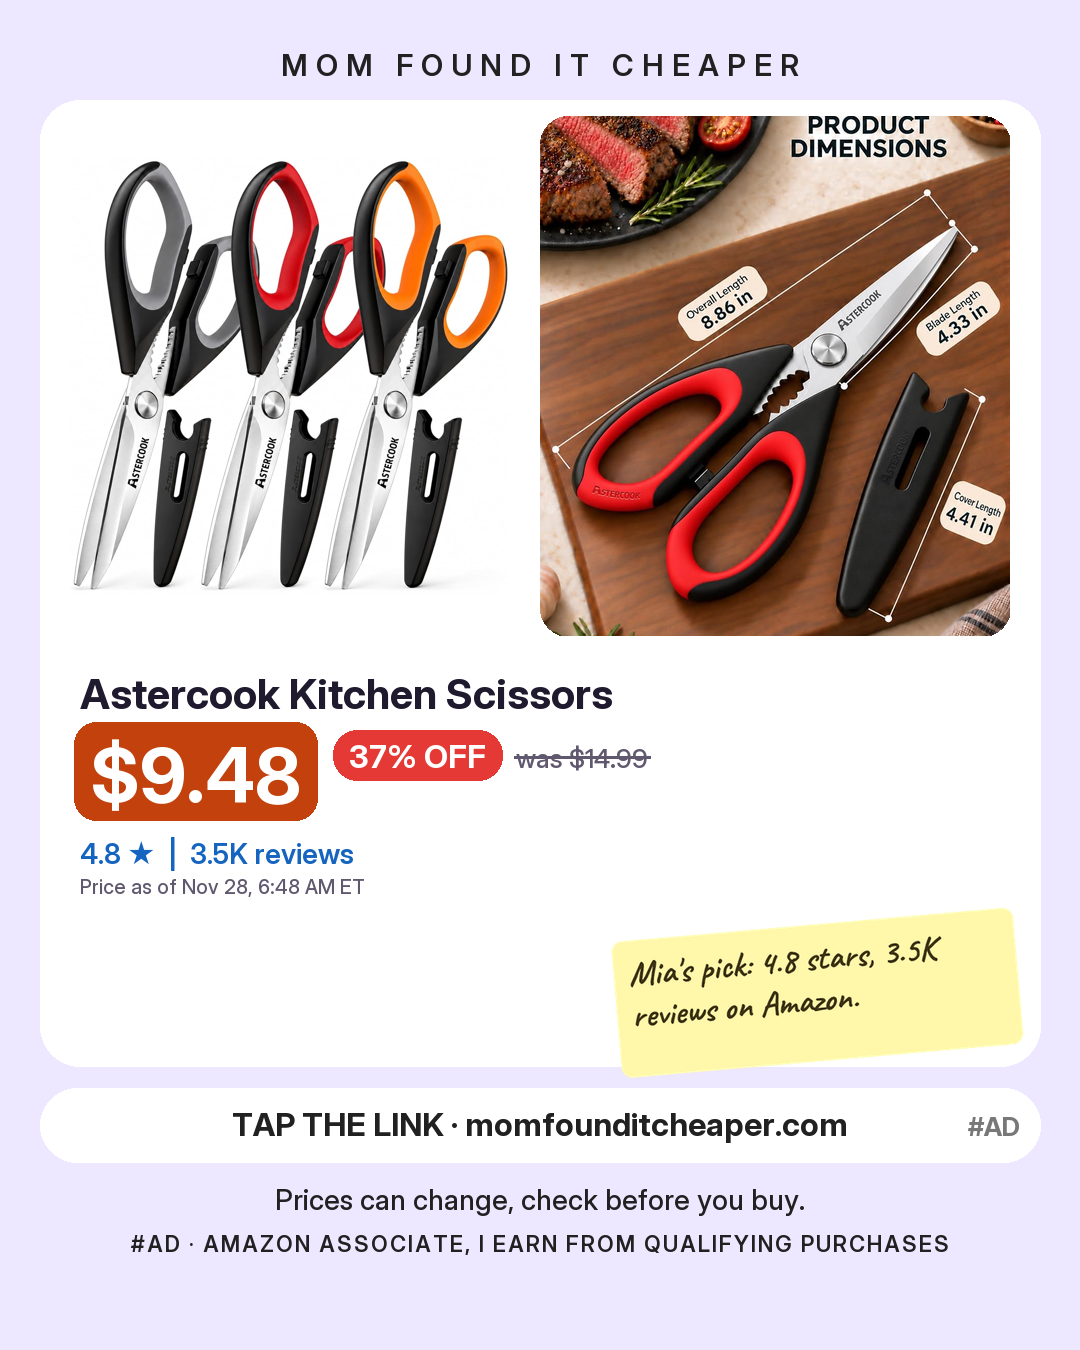 MOM FOUND IT CHEAPER
ASTERCOOK
ASTERCOOK
ASTERCOOK
PRODUCT
DIMENSIONS
Overall Length
8.86 in
ASTERCOOK
Blade Length
4.33 in
ASTERCOOK
ASTERCOOK
Cover Length
4.41 in
Astercook Kitchen Scissors
$9.48
37% OFF
was $14.99
4.8 ★ | 3.5K reviews
Price as of Nov 28, 6:48 AM ET
Mia's pick: 4.8 stars, 3.5K
reviews on Amazon.
TAP THE LINK · momfounditcheaper.com
#AD
Prices can change, check before you buy.
#AD · AMAZON ASSOCIATE, I EARN FROM QUALIFYING PURCHASES